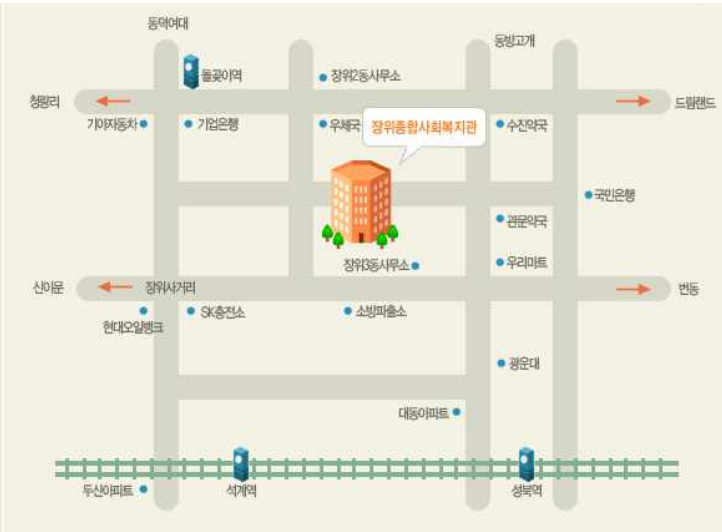 동덕여대
동방고개
돌곶이역
장위2동사무소
청량리
드림랜드
기아자동차
기업은행
우체국
장위종합사회복지관
수진약국
국민은행
관문약국
장위3동사무소
우리마트
신이문
장위사거리
번동
현대오일뱅크
SK충전소
소방파출소
광운대
대동아파트
두산아파트
석계역
성북역